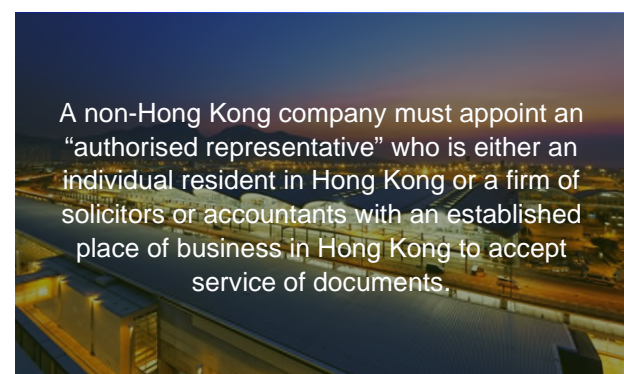 A non-Hong Kong company must appoint an
“authorised representative” who is either an
individual resident in Hong Kong or a firm of
solicitors or accountants with an established
place of business in Hong Kong to accept
service of documents.